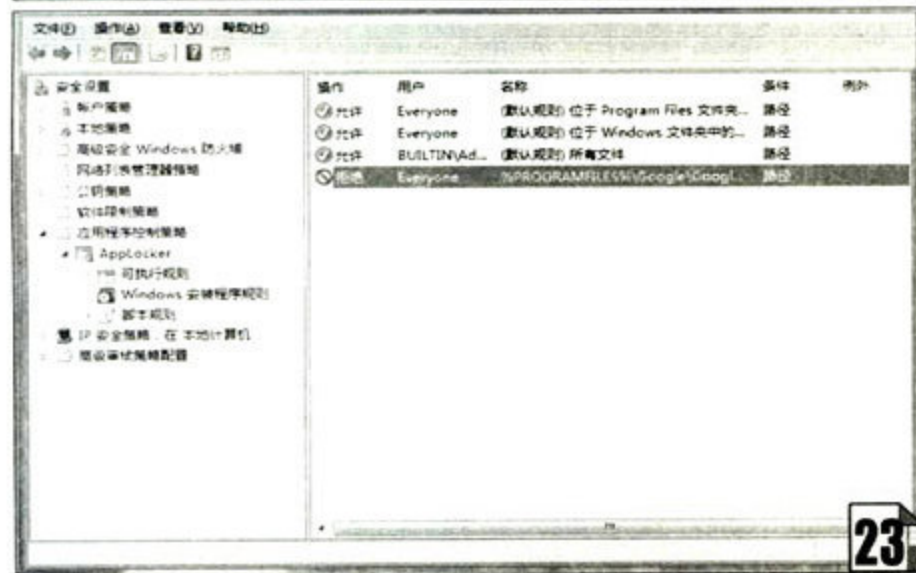 文件(F) 操作(A) 查看(V) 帮助(H)
安全设置
帐户策略
本地策略
高级安全 Windows 防火墙
网络列表管理器策略
公钥策略
软件限制策略
应用程序控制策略
AppLocker
可执行规则
Windows 安装程序规则
脚本规则
IP 安全策略，在 本地计算机
高级审核策略配置
操作 用户 名称 条件 例外
允许 Everyone (默认规则) 位于 Program Files 文件夹... 路径
允许 Everyone (默认规则) 位于 Windows 文件夹中的... 路径
允许 BUILTIN\Ad... (默认规则) 所有文件 路径
拒绝 Everyone %PROGRAMFILES%\Google\Googl... 路径
23